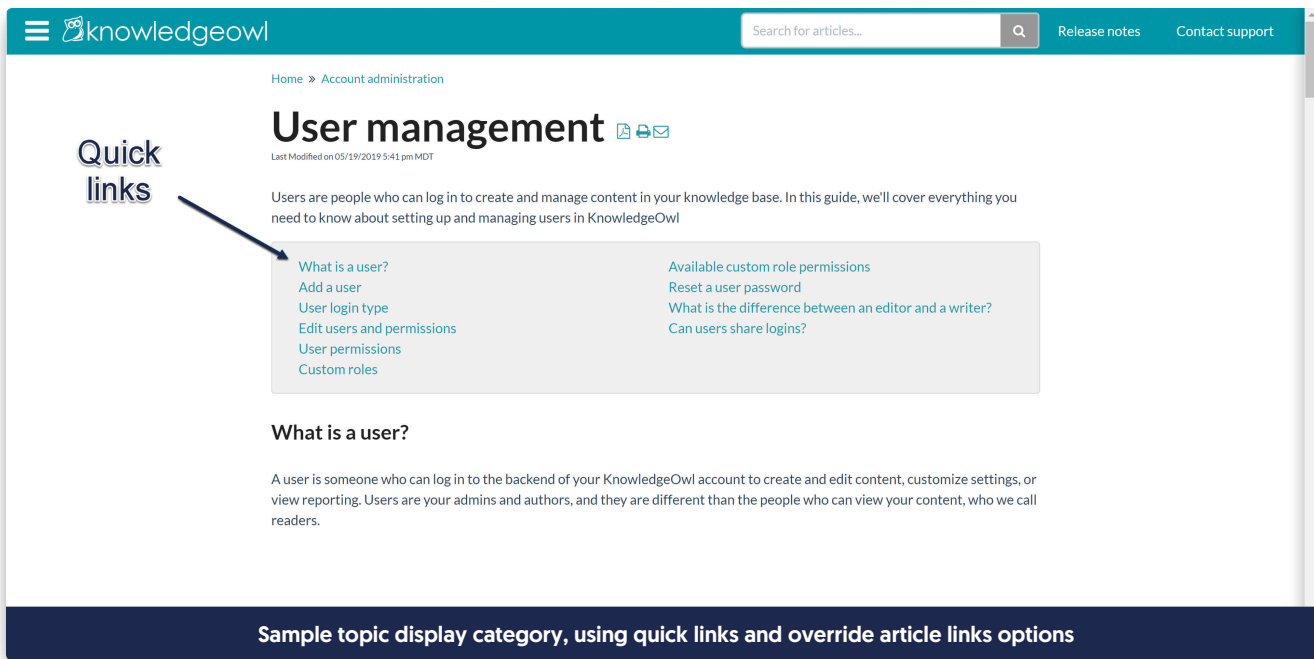 knowledgeowl
Search for articles...
Release notes
Contact support
Home » Account administration
User management
Last Modified on 05/19/2019 5:41 pm MDT
Quick
links
Users are people who can log in to create and manage content in your knowledge base. In this guide, we'll cover everything you
need to know about setting up and managing users in KnowledgeOwl
What is a user?
Add a user
User login type
Edit users and permissions
User permissions
Custom roles
Available custom role permissions
Reset a user password
What is the difference between an editor and a writer?
Can users share logins?
What is a user?
A user is someone who can log in to the backend of your KnowledgeOwl account to create and edit content, customize settings, or
view reporting. Users are your admins and authors, and they are different than the people who can view your content, who we call
readers.
Sample topic display category, using quick links and override article links options